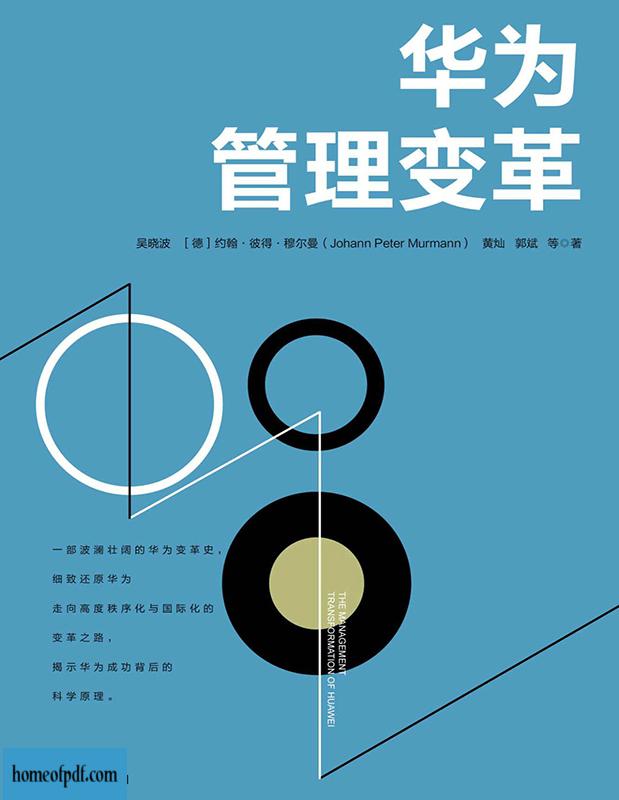 华为
管理变革
吴晓波 [德]约翰·彼得·穆尔曼(Johann Peter Murmann) 黄灿 郭斌 等◎著
一部波澜壮阔的华为变革史,
细致还原华为
走向高度秩序化与国际化的
变革之路,
揭示华为成功背后的
科学原理。
THE MANAGEMENT
TRANSFORMATION OF HUAWEI
homeofpdf.com